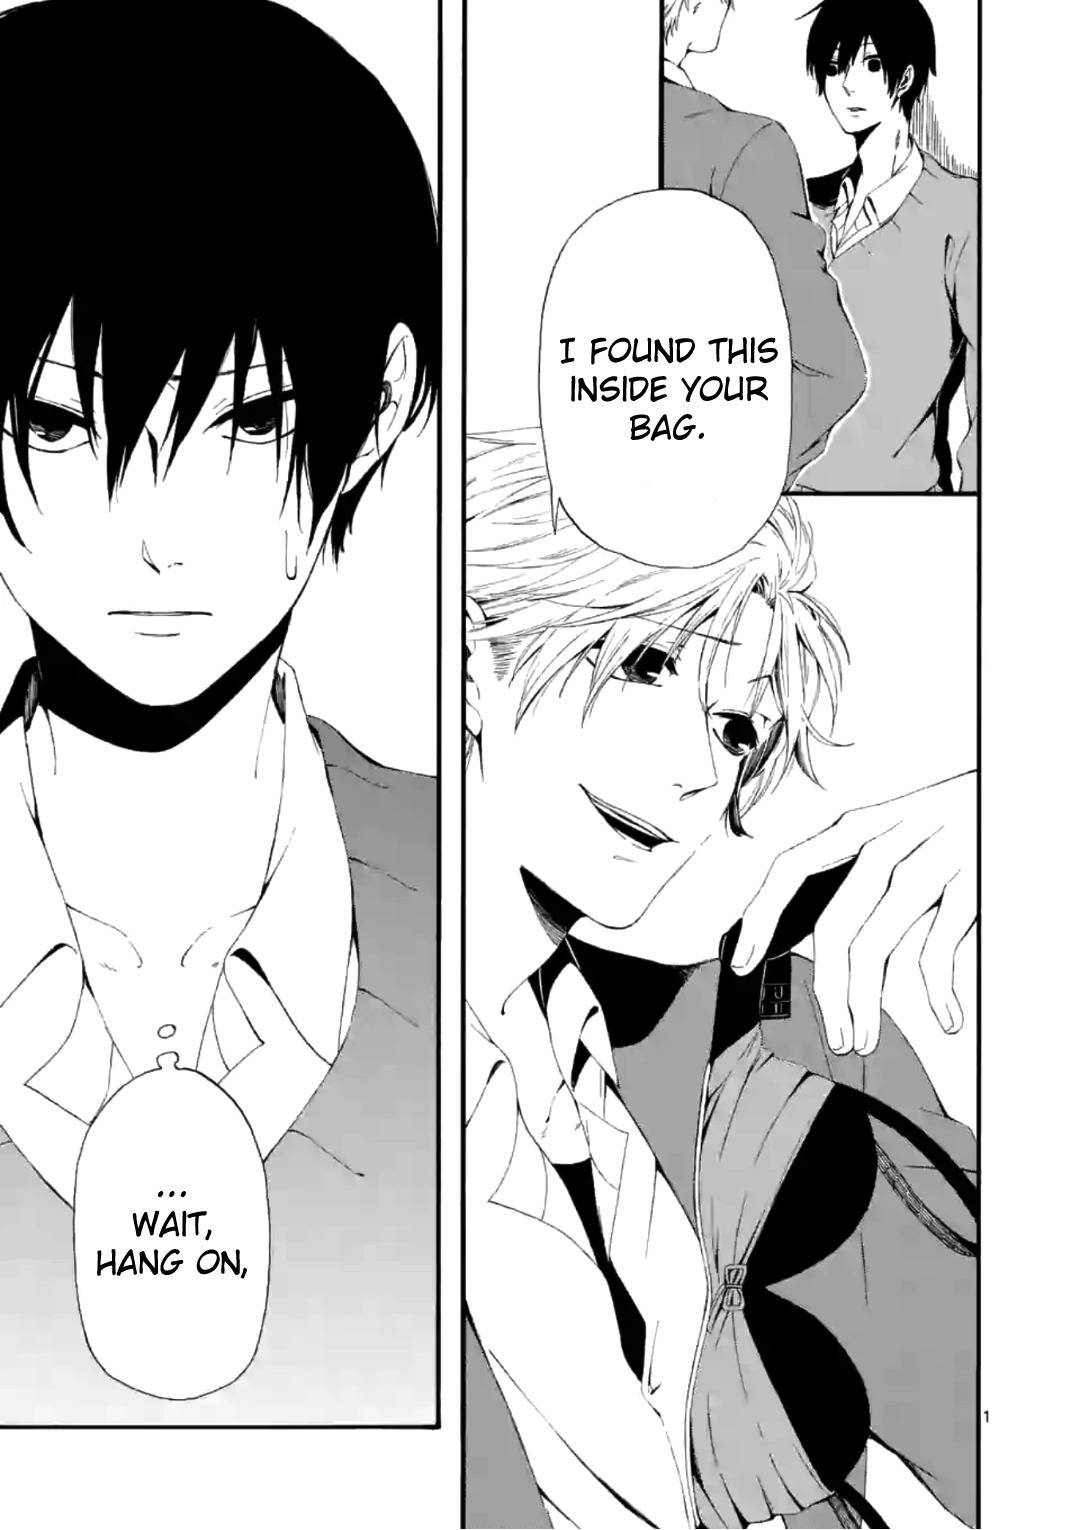 I FOUND THIS
INSIDE YOUR
BAG.
...
WAIT,
HANG ON,
1